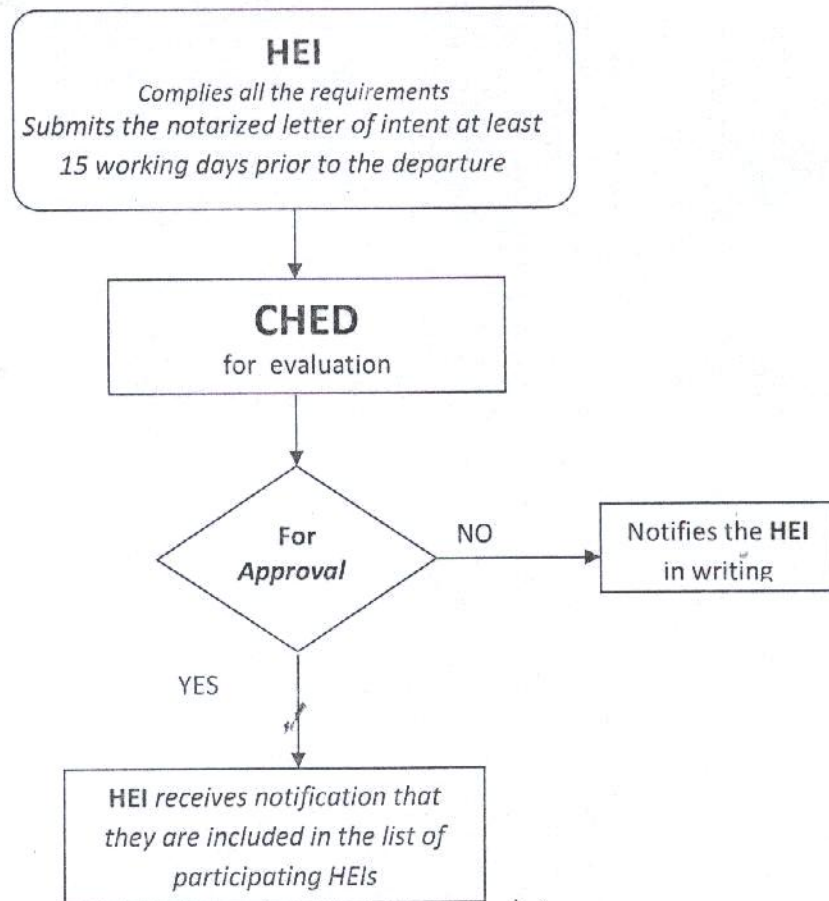 HEI
Complies all the requirements
Submits the notarized letter of intent at least
15 working days prior to the departure
CHED
for evaluation
For
Approval
NO
Notifies the HEI
in writing
YES
HEI receives notification that
they are included in the list of
participating HEIs